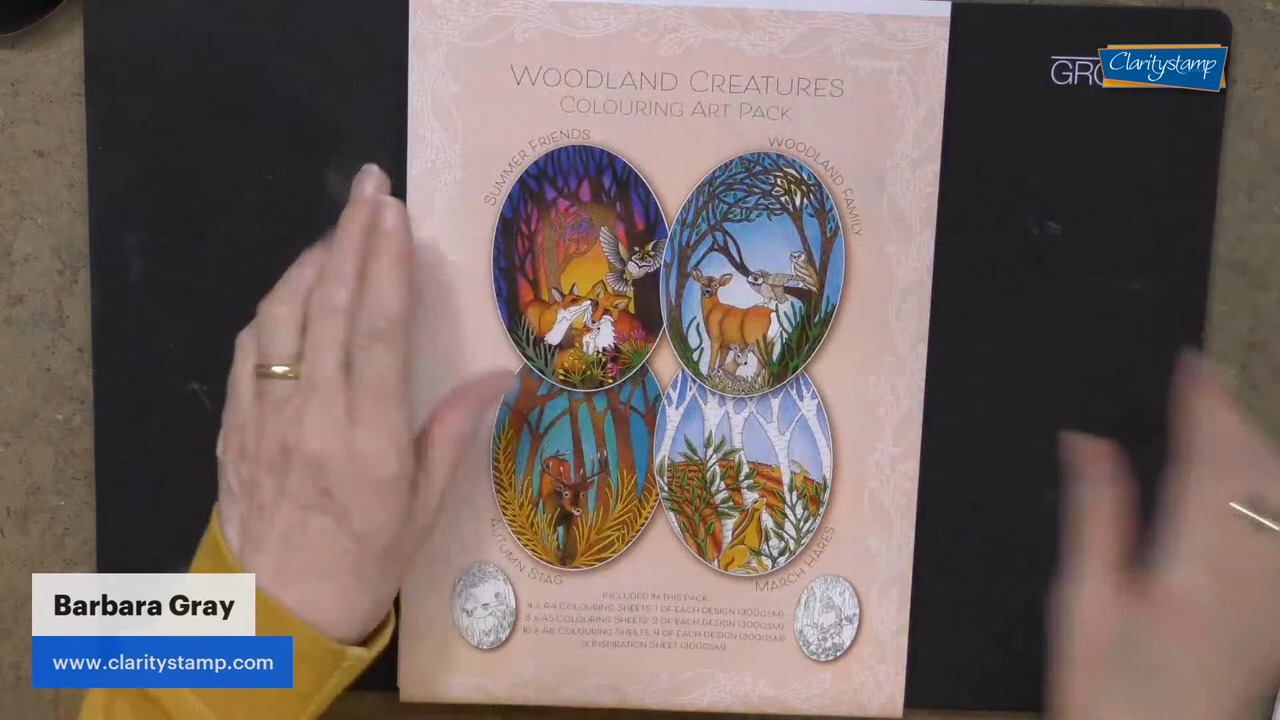 WOODLAND CREATURES
COLOURING ART PACK
SUMMER FRIENDS
WOODLAND FAMILY
AUTUMN STAG
MARCH HARES
INCLUDED IN THIS PACK
4 X A4 COLOURING SHEETS, 1 OF EACH DESIGN (300GSM)
8 X A5 COLOURING SHEETS, 2 OF EACH DESIGN (300GSM)
16 X A6 COLOURING SHEETS, 4 OF EACH DESIGN (300GSM)
X INSPIRATION SHEET (300GSM)
GRO
Claritystamp
Barbara Gray
www.claritystamp.com